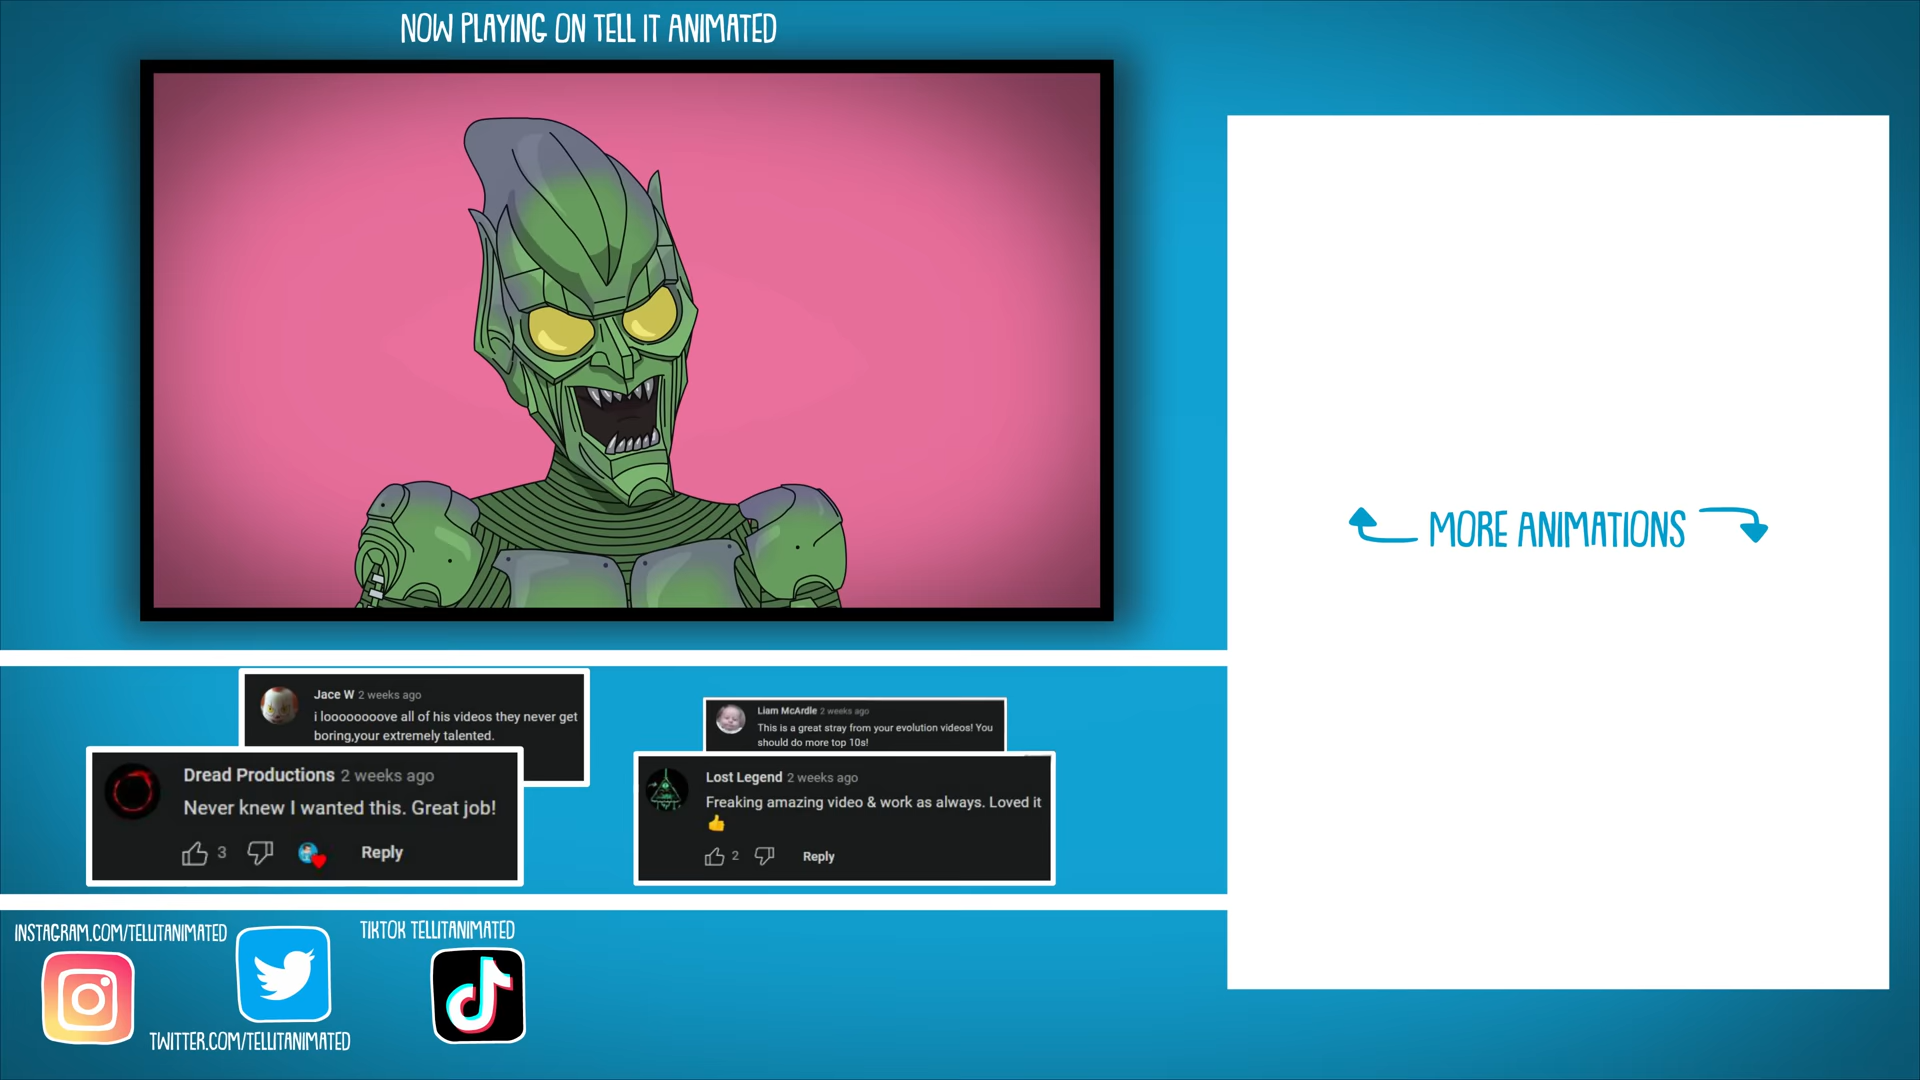 NOW PLAYING ON TELL IT ANIMATED
MORE ANIMATIONS
Jace W 2 weeks ago
i looooooove all of his videos they never get
boring,your extremely talented.
Dread Productions 2 weeks ago
Never knew I wanted this. Great job!
3
Reply
Liam McArdle 2 weeks ago
This is a great stray from your evolution videos! You
should do more top 10s!
Lost Legend 2 weeks ago
Freaking amazing video & work as always. Loved it
👍
2
Reply
INSTAGRAM.COM/TELLITANIMATED
TIKTOK TELLITANIMATED
TWITTER.COM/TELLITANIMATED